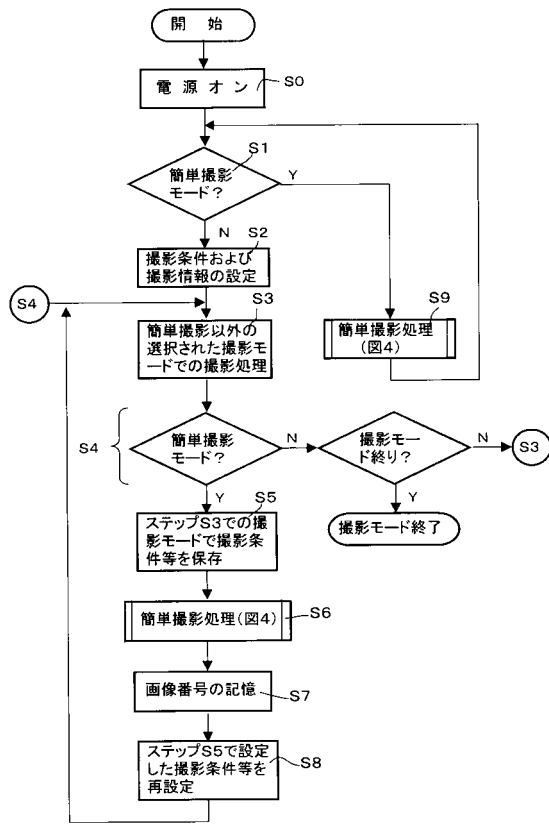 開 始
電 源 オ ン
S0
S1
簡単撮影
モード?
Y
N
S2
撮影条件および
撮影情報の設定
S4
S3
簡単撮影以外の
選択された撮影モ
ードでの撮影処理
S9
簡単撮影処理
(図4)
S4
簡単撮影
モード?
N
撮影モー
ド終り?
N
S3
Y
Y
撮影モード終了
S5
ステップS3での撮
影モードで撮影条
件等を保存
簡単撮影処理(図4)
S6
画像番号の記憶
S7
ステップS5で設定
した撮影条件等を
再設定
S8